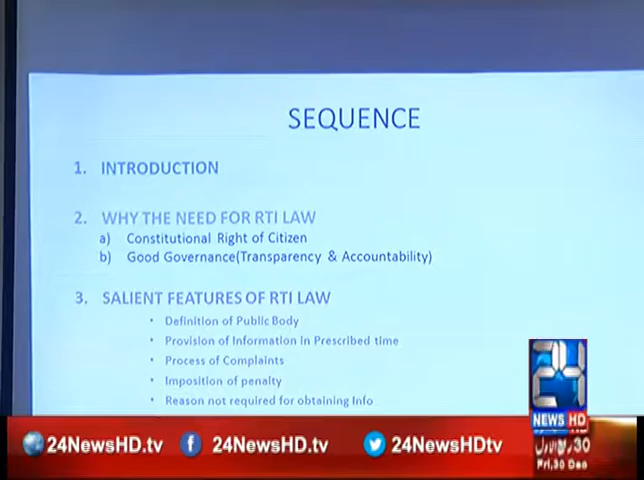 SEQUENCE
1. INTRODUCTION
2. WHY THE NEED FOR RTI LAW
a) Constitutional Right of Citizen
b) Good Governance(Transparency & Accountability)
3. SALIENT FEATURES OF RTI LAW
• Definition of Public Body
• Provision of Information in Prescribed time
• Process of Complaints
• Imposition of penalty
• Reason not required for obtaining Info
24
NEWS HD
30 ربیع الاول
Fri,30 Dec
24NewsHD.tv
24NewsHD.tv
24NewsHDtv